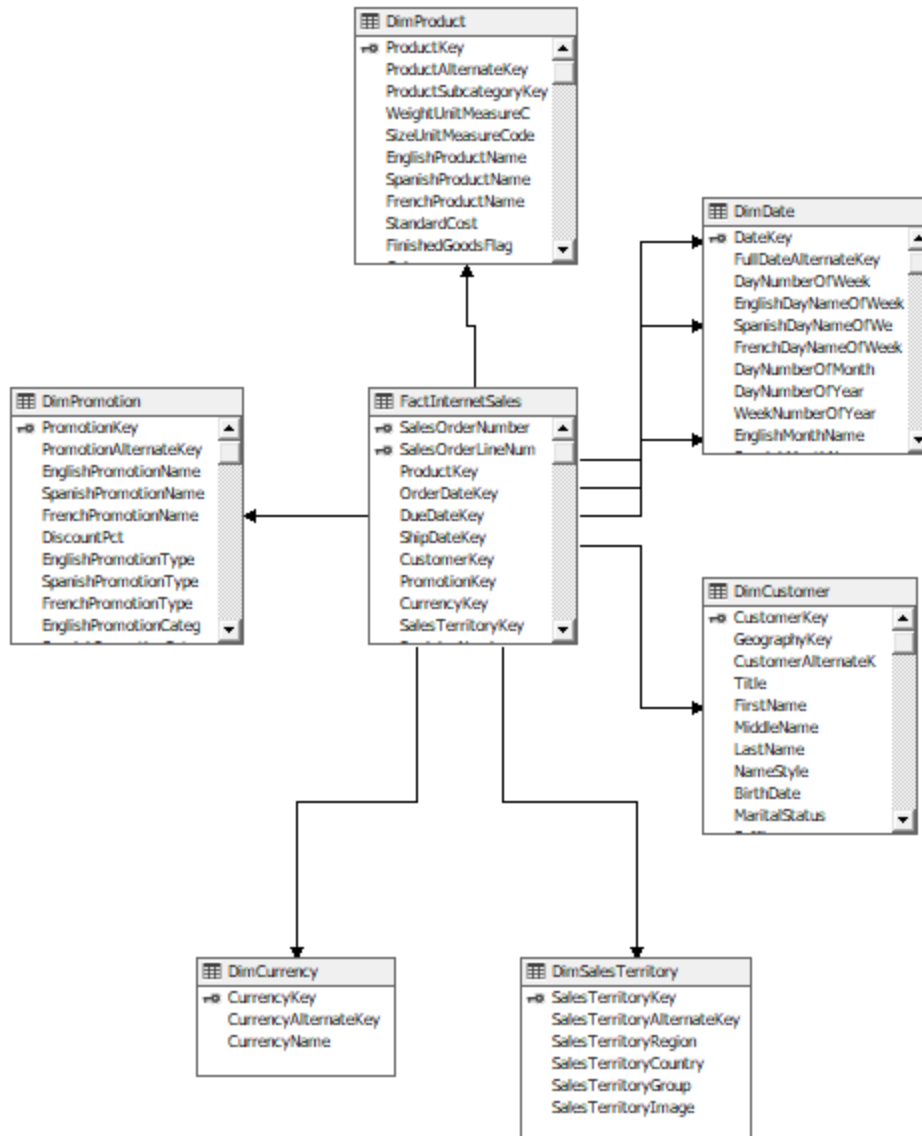 DimProduct
ProductKey
ProductAlternateKey
ProductSubcategoryKey
WeightUnitMeasureC
SizeUnitMeasureCode
EnglishProductName
SpanishProductName
FrenchProductName
StandardCost
FinishedGoodsFlag
DimDate
DateKey
FullDateAlternateKey
DayNumberOfWeek
EnglishDayNameOfWeek
SpanishDayNameOfWe
FrenchDayNameOfWeek
DayNumberOfMonth
DayNumberOfYear
WeekNumberOfYear
EnglishMonthName
DimPromotion
PromotionKey
PromotionAlternateKey
EnglishPromotionName
SpanishPromotionName
FrenchPromotionName
DiscountPct
EnglishPromotionType
SpanishPromotionType
FrenchPromotionType
EnglishPromotionCateg
FactInternetSales
SalesOrderNumber
SalesOrderLineNum
ProductKey
OrderDateKey
DueDateKey
ShipDateKey
CustomerKey
PromotionKey
CurrencyKey
SalesTerritoryKey
DimCustomer
CustomerKey
GeographyKey
CustomerAlternateK
Title
FirstName
MiddleName
LastName
NameStyle
BirthDate
MaritalStatus
DimCurrency
CurrencyKey
CurrencyAlternateKey
CurrencyName
DimSalesTerritory
SalesTerritoryKey
SalesTerritoryAlternateKey
SalesTerritoryRegion
SalesTerritoryCountry
SalesTerritoryGroup
SalesTerritoryImage